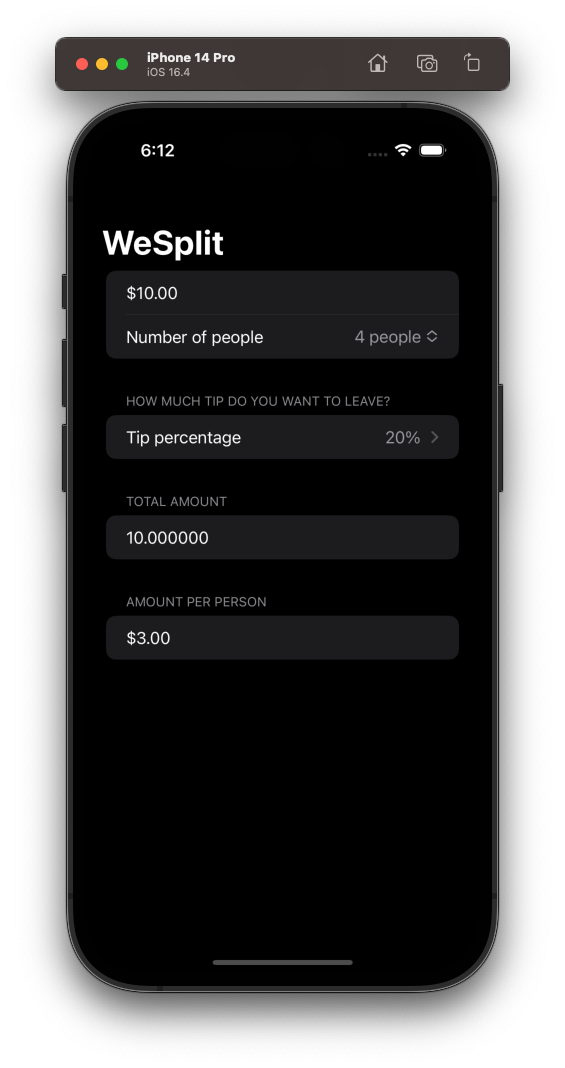 iPhone 14 Pro
iOS 16.4
6:12
WeSplit
$10.00
Number of people 4 people
HOW MUCH TIP DO YOU WANT TO LEAVE?
Tip percentage 20%
TOTAL AMOUNT
10.000000
AMOUNT PER PERSON
$3.00